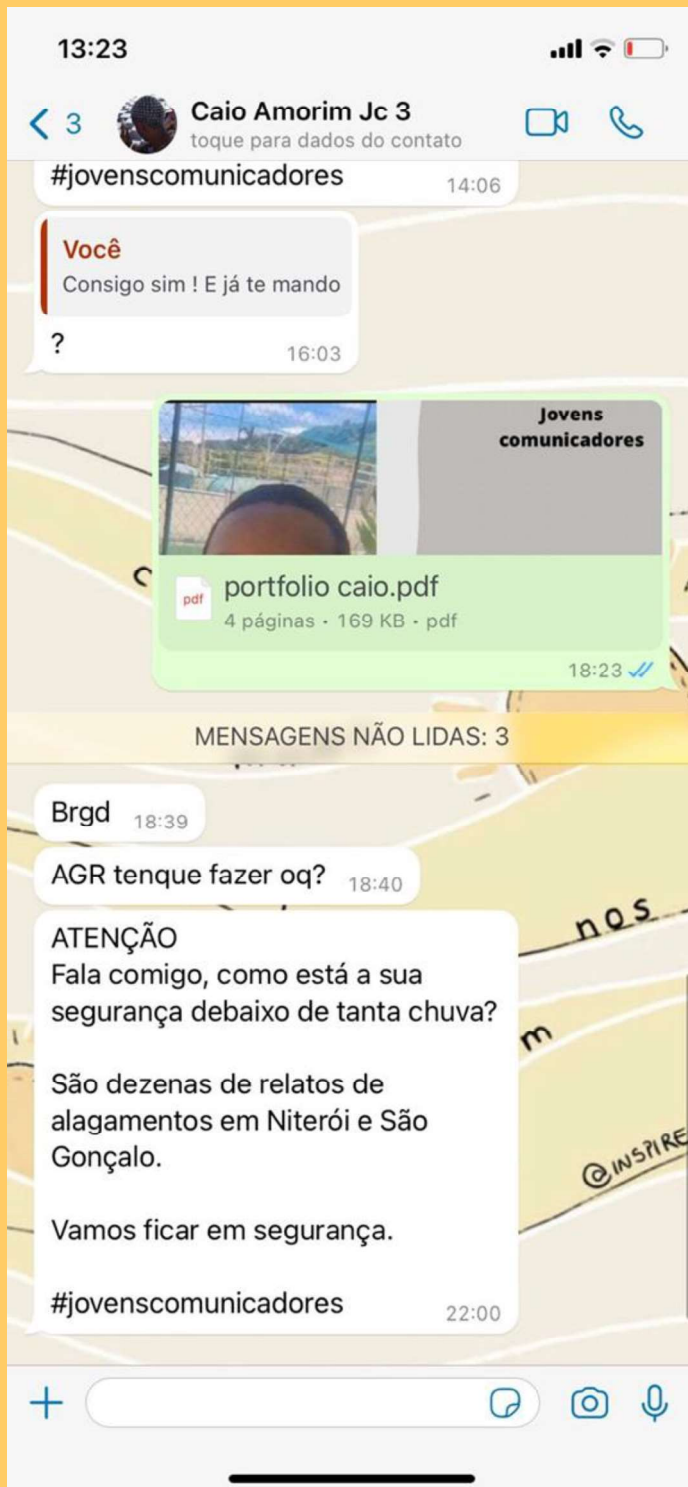 13:23
3
Caio Amorim Jc 3
toque para dados do contato
#jovenscomunicadores
14:06
Você
Consigo sim ! E já te mando
?
16:03
Jovens
comunicadores
pdf
portfolio caio.pdf
4 páginas • 169 KB • pdf
18:23
MENSAGENS NÃO LIDAS: 3
Brgd 18:39
AGR tenque fazer oq? 18:40
ATENÇÃO
Fala comigo, como está a sua
segurança debaixo de tanta chuva?
São dezenas de relatos de
alagamentos em Niterói e São
Gonçalo.
Vamos ficar em segurança.
#jovenscomunicadores
22:00
nos
m
@INSPIRE